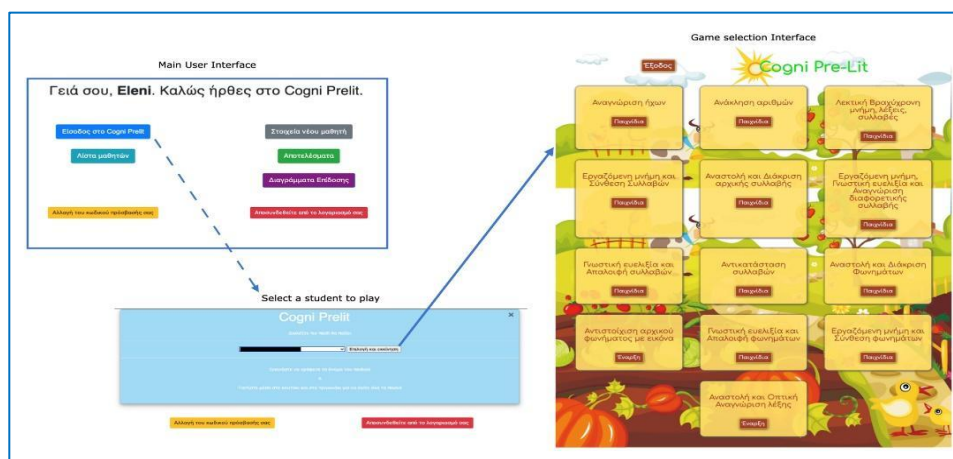 Main User Interface
Γειά σου, Eleni. Καλώς ήρθες στο Cogni Prelit.
Είσοδος στο Cogni Prelit
Στοιχεία νέου μαθητή
Λίστα μαθητών
Αποτελέσματα
Διαγράμματα Επίδοσης
Αλλαγή του κωδικού πρόσβασής σας
Αποσυνδεθείτε από το λογαριασμό σας
Select a student to play
Cogni Prelit
×
Επιλογή και εκκίνηση
Αλλαγή του κωδικού πρόσβασής σας
Αποσυνδεθείτε από το λογαριασμό σας
Game selection Interface
Έξοδος
Cogni Pre-Lit
Αναγνώριση ήχων
Παιχνίδια
Ανάκληση αριθμών
Παιχνίδια
Λεκτική Βραχύχρονη
μνήμη, λέξεις,
συλλαβές
Παιχνίδια
Εργαζόμενη μνήμη και
Σύνθεση Συλλαβών
Παιχνίδια
Αναστολή και Διάκριση
αρχικής συλλαβής
Παιχνίδια
Εργαζόμενη μνήμη,
Γνωστική ευελιξία και
Αναγνώριση
διαφορετικής
συλλαβής
Παιχνίδια
Γνωστική ευελιξία και
Απαλοιφή συλλαβών
Παιχνίδια
Αντικατάσταση
συλλαβών
Παιχνίδια
Αναστολή και Διάκριση
Φωνημάτων
Παιχνίδια
Αντιστοίχιση αρχικού
φωνήματος με εικόνα
Έναρξη
Γνωστική ευελιξία και
Απαλοιφή φωνημάτων
Παιχνίδια
Εργαζόμενη μνήμη και
Σύνθεση φωνημάτων
Παιχνίδια
Αναστολή και Οπτική
Αναγνώριση λέξης
Έναρξη